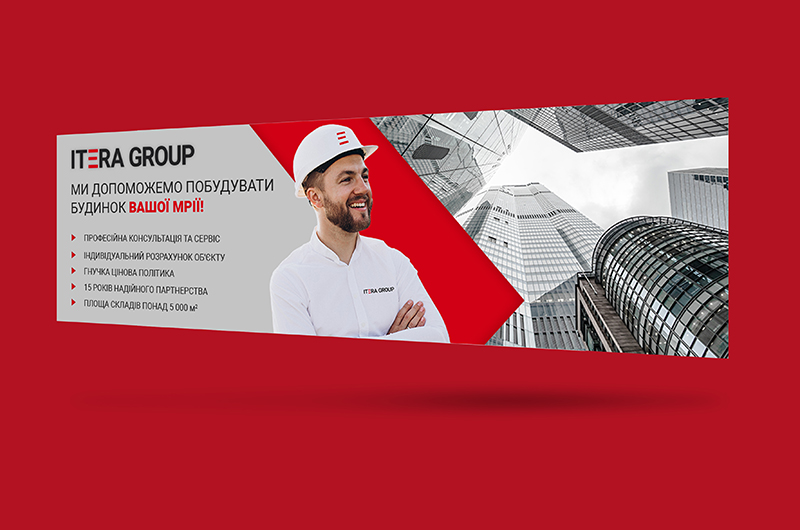 ITERA GROUP
МИ ДОПОМОЖЕМО ПОБУДУВАТИ
БУДИНОК ВАШОЇ МРІЇ!
ПРОФЕСІЙНА КОНСУЛЬТАЦІЯ ТА СЕРВІС
ІНДИВІДУАЛЬНИЙ РОЗРАХУНОК ОБ'ЄКТУ
ГНУЧКА ЦІНОВА ПОЛІТИКА
15 РОКІВ НАДІЙНОГО ПАРТНЕРСТВА
ПЛОЩА СКЛАДІВ ПОНАД 5 000 м²
ITERA GROUP